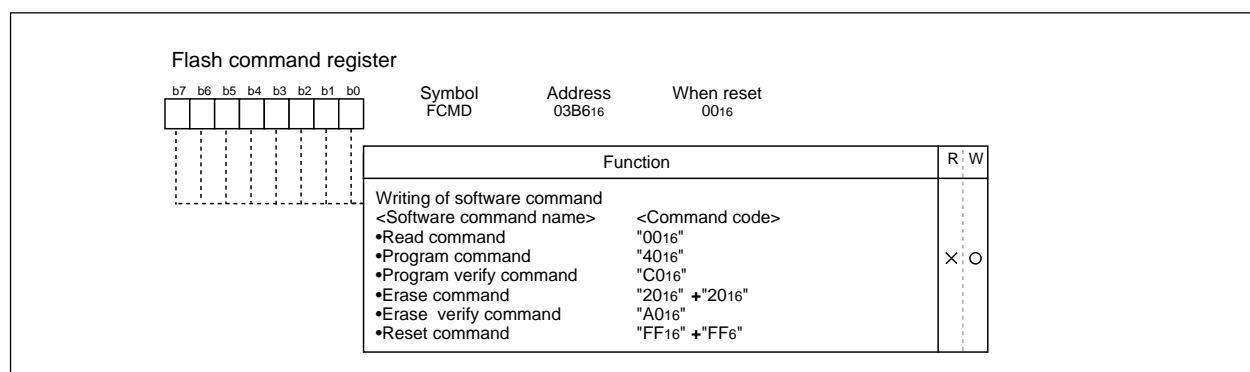 Flash command register
b7 b6 b5 b4 b3 b2 b1 b0
Symbol Address When reset
FCMD 03B616 0016
Function R W
Writing of software command
<Software command name> <Command code>
•Read command "0016"
•Program command "4016"
•Program verify command "C016"
•Erase command "2016" +"2016"
•Erase verify command "A016"
•Reset command "FF16" +"FF6"